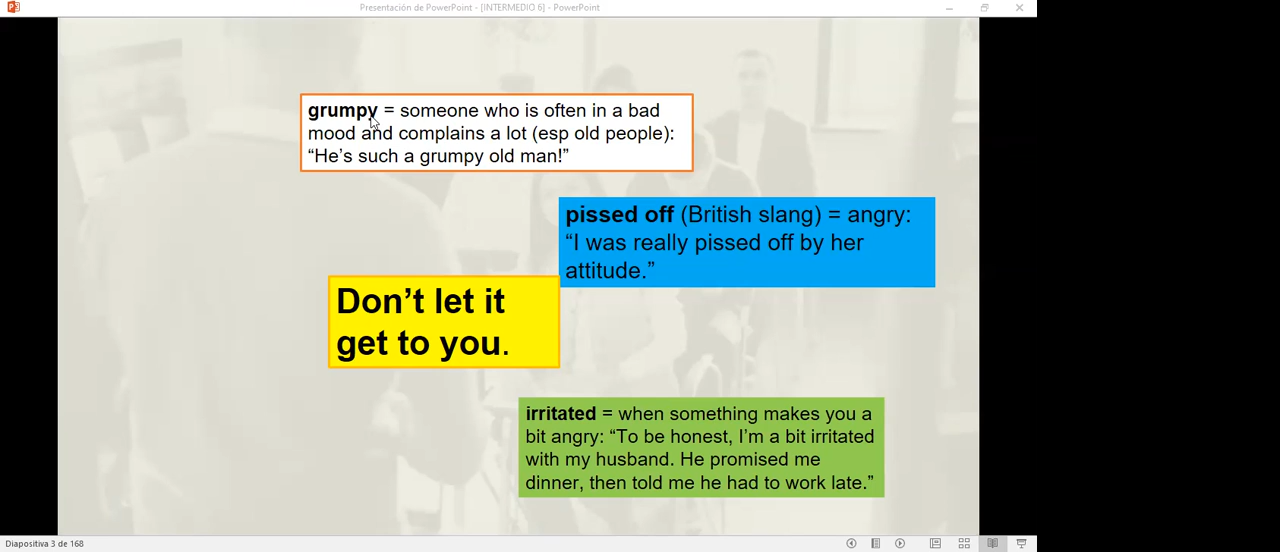 Presentación de PowerPoint - [INTERMEDIO 6] - PowerPoint
grumpy = someone who is often in a bad
mood and complains a lot (esp old people):
“He’s such a grumpy old man!”
pissed off (British slang) = angry:
“I was really pissed off by her
attitude.”
Don’t let it
get to you.
irritated = when something makes you a
bit angry: “To be honest, I’m a bit irritated
with my husband. He promised me
dinner, then told me he had to work late.”
Diapositiva 3 de 168